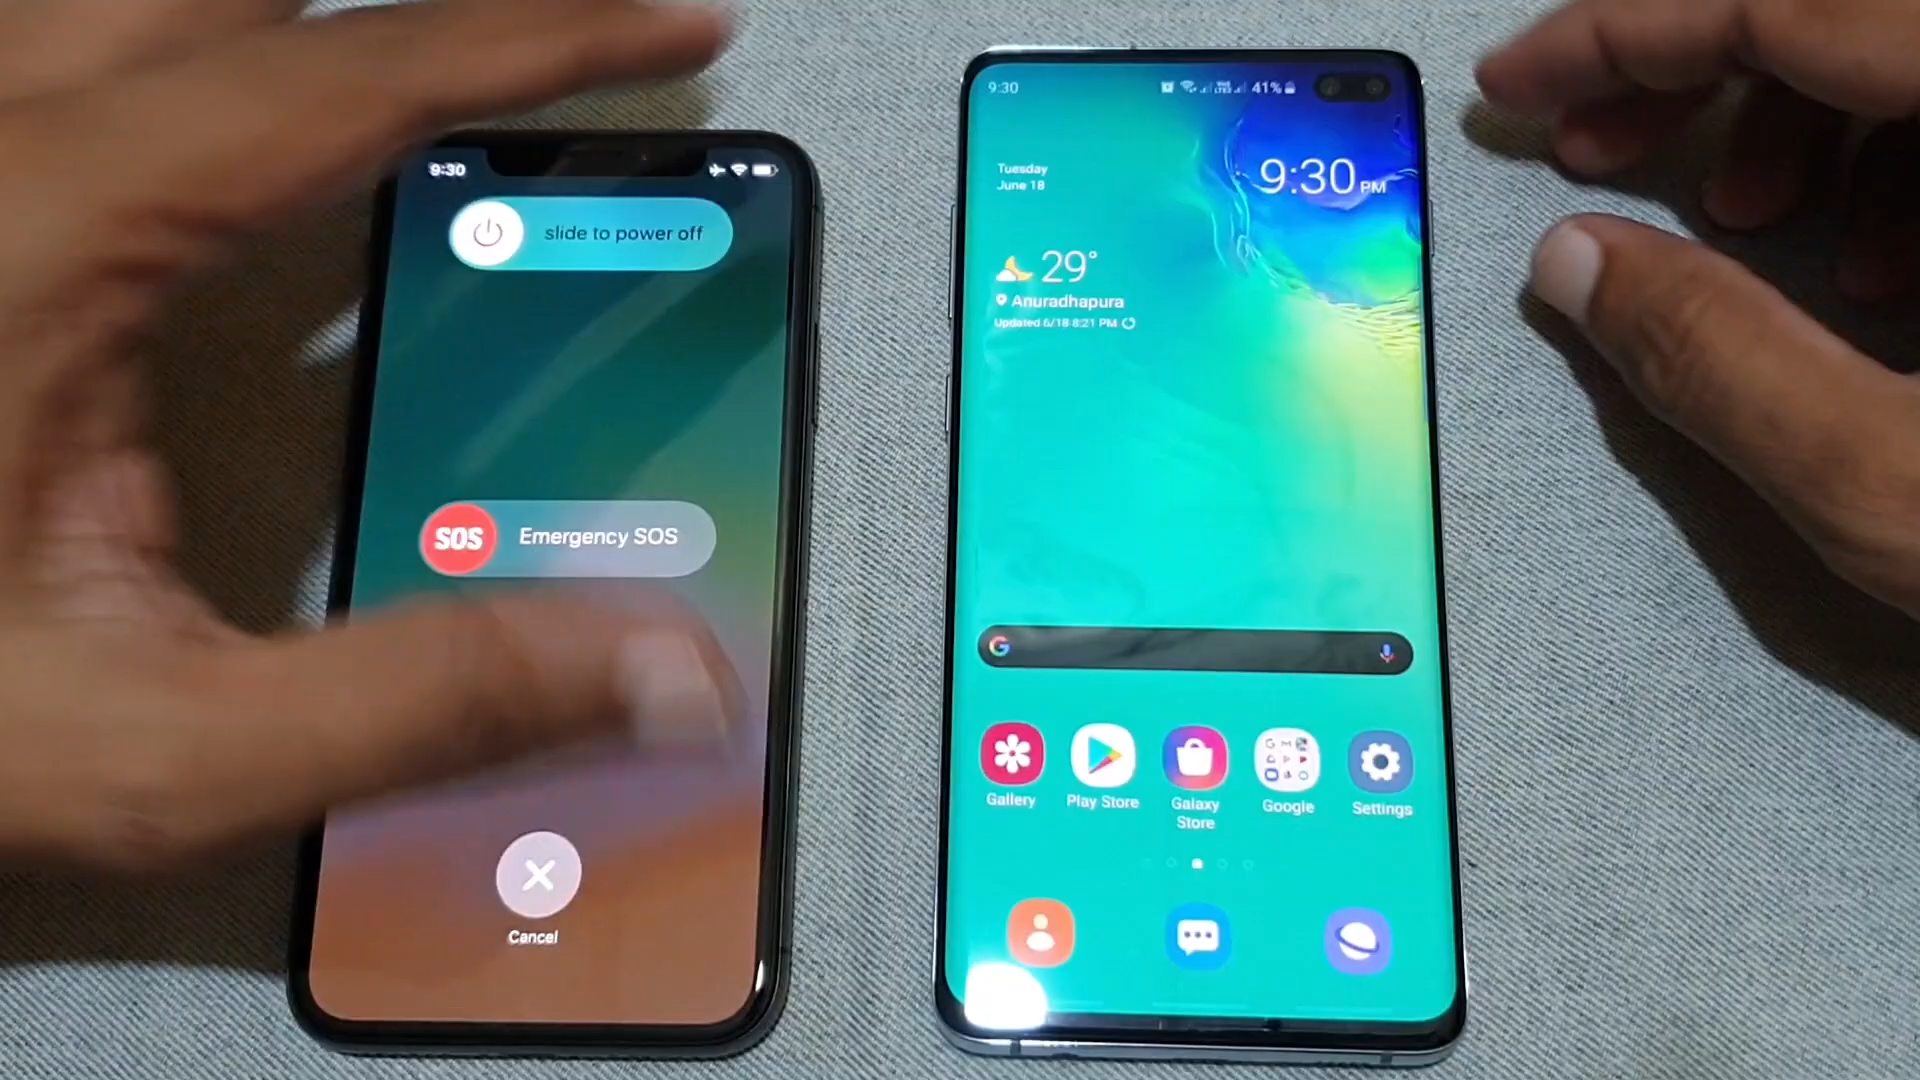 9:30
slide to power off
SOS
Emergency SOS
Cancel
9:30
41%
Tuesday
June 18
9:30 PM
29°
Anuradhapura
Updated 6/18 8:21 PM
G
Gallery
Play Store
Galaxy
Store
Google
Settings